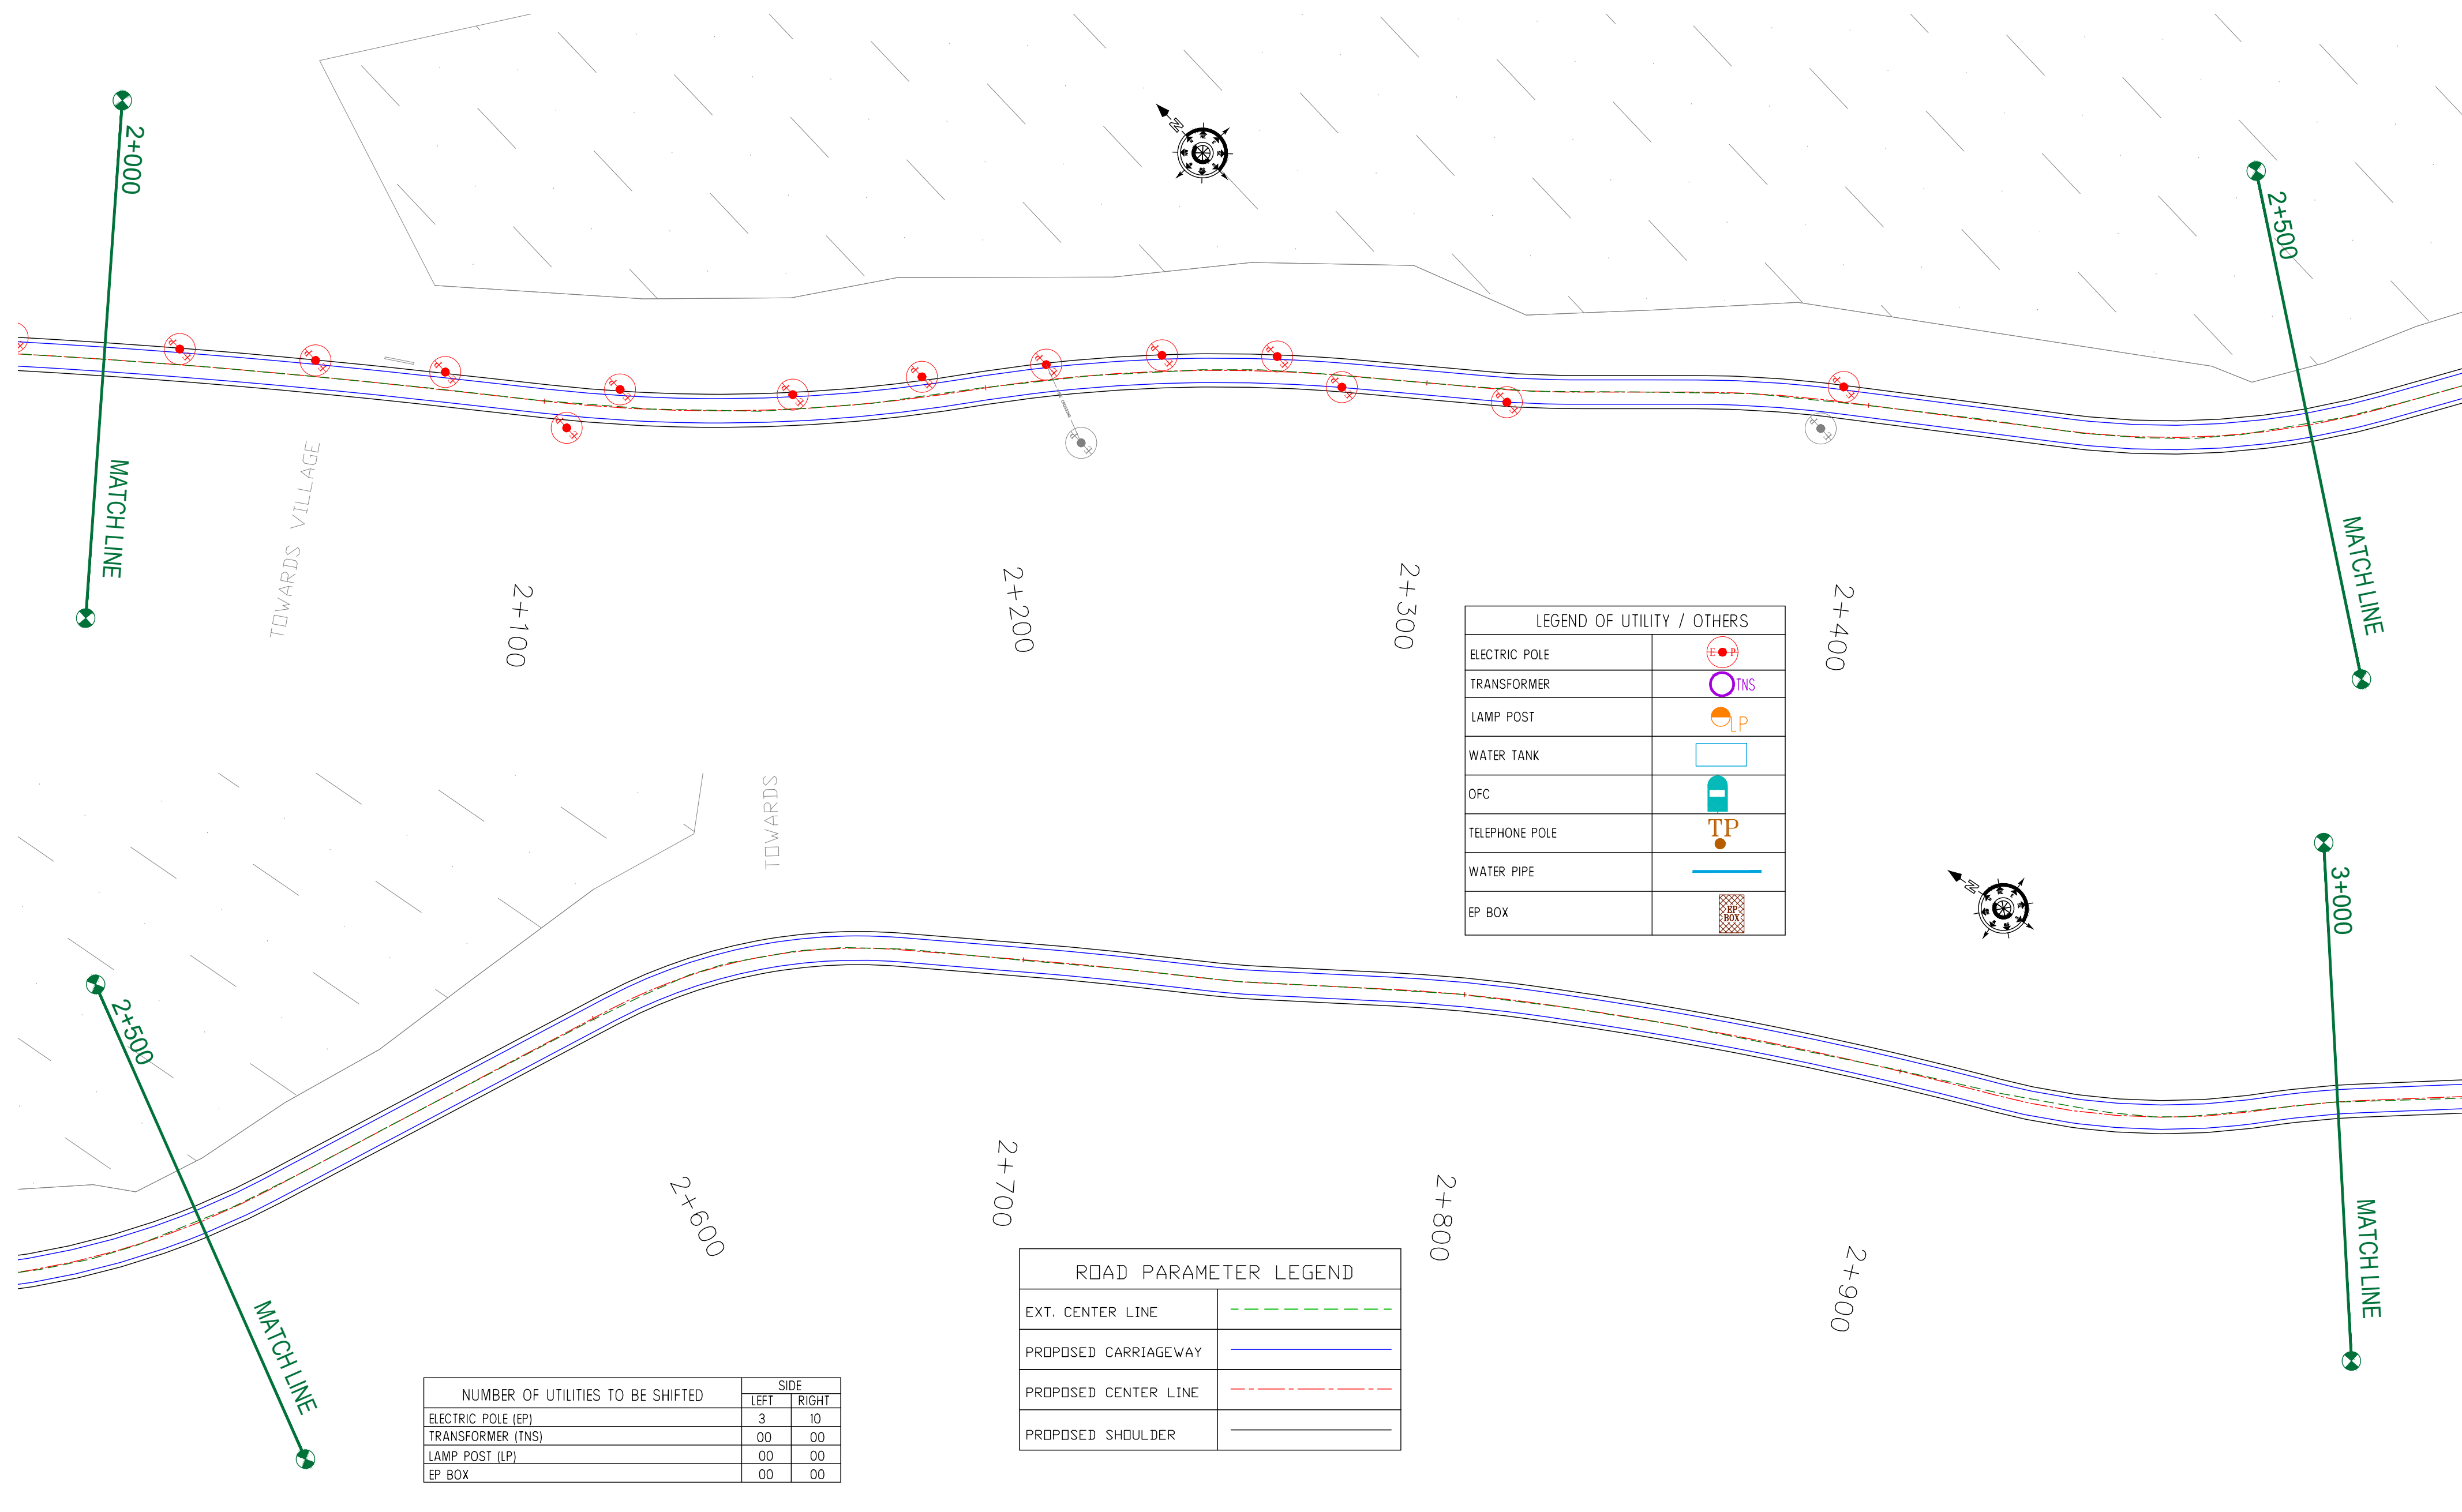 2+000
MATCH LINE
2+500
MATCH LINE
N
TOWARDS VILLAGE
2+100
2+200
2+300
2+400
LEGEND OF UTILITY / OTHERS
ELECTRIC POLE E P
TRANSFORMER TNS
LAMP POST LP
WATER TANK
OFC
TELEPHONE POLE TP
WATER PIPE
EP BOX EP BOX
TOWARDS
N
2+500
MATCH LINE
3+000
MATCH LINE
2+600
2+700
2+800
2+900
ROAD PARAMETER LEGEND
EXT. CENTER LINE
PROPOSED CARRIAGEWAY
PROPOSED CENTER LINE
PROPOSED SHOULDER
NUMBER OF UTILITIES TO BE SHIFTED SIDE
LEFT RIGHT
ELECTRIC POLE (EP) 3 10
TRANSFORMER (TNS) 00 00
LAMP POST (LP) 00 00
EP BOX 00 00